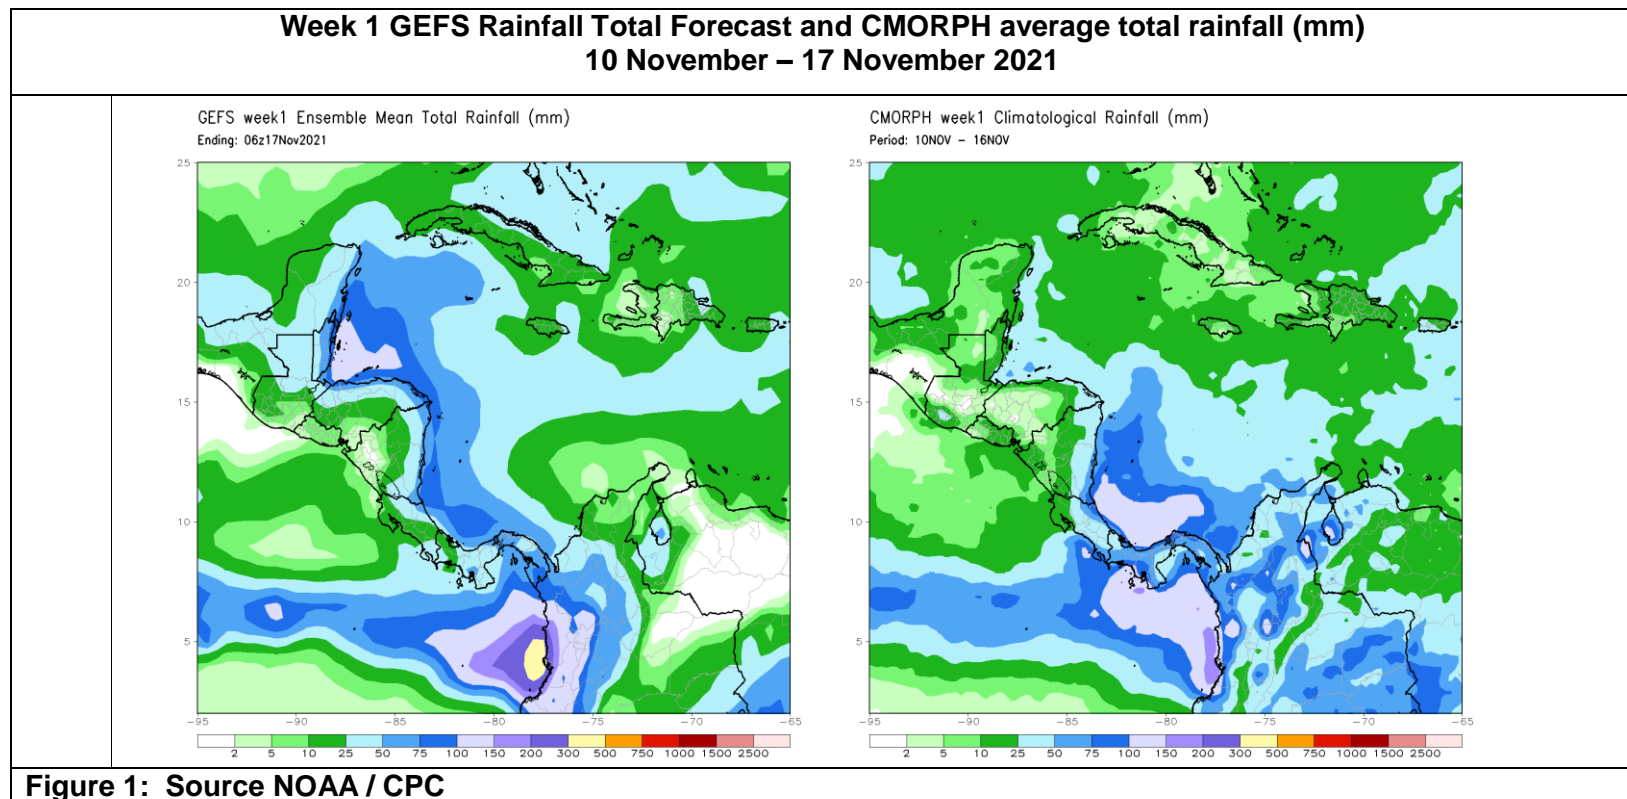 Week 1 GEFS Rainfall Total Forecast and CMORPH average total rainfall (mm)
10 November – 17 November 2021
GEFS week1 Ensemble Mean Total Rainfall (mm)
Ending: 06z17Nov2021
25
20
15
10
5
-95 -90 -85 -80 -75 -70 -65
2 5 10 25 50 75 100 150 200 300 500 750 1000 1500 2500
CMORPH week1 Climatological Rainfall (mm)
Period: 10NOV - 16NOV
25
20
15
10
5
-95 -90 -85 -80 -75 -70 -65
2 5 10 25 50 75 100 150 200 300 500 750 1000 1500 2500
Figure 1: Source NOAA / CPC